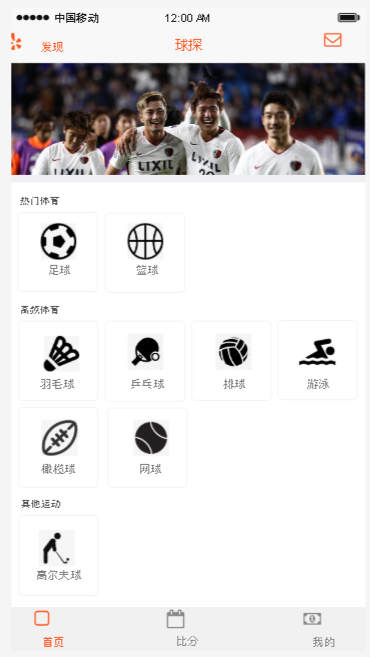 中国移动 12:00 AM
发现 球探
LIXIL LIXIL
热门体育
足球 篮球
高频体育
羽毛球 乒乓球 排球 游泳
橄榄球 网球
其他运动
高尔夫球
首页 比分 我的